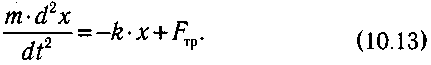 m·d²x/dt² = –k·x + Fтр. (10.13)